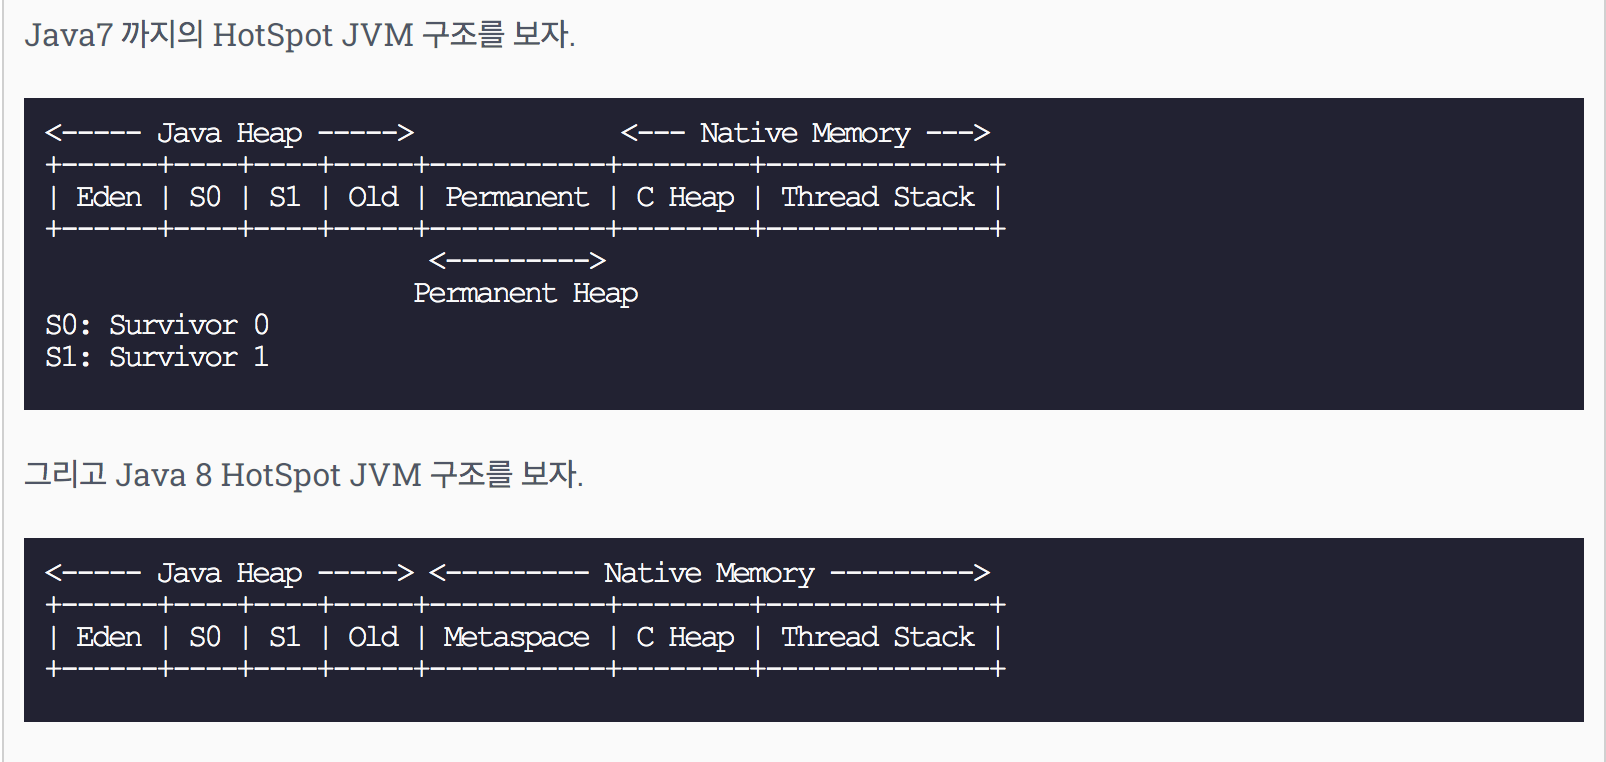 Java7 까지의 HotSpot JVM 구조를 보자.
<----- Java Heap ----->             <--- Native Memory --->
+------+----+----+-----+-----------+--------+--------------+
| Eden | S0 | S1 | Old | Permanent | C Heap | Thread Stack |
+------+----+----+-----+-----------+--------+--------------+
                        <--------->
                       Permanent Heap
S0: Survivor 0
S1: Survivor 1
그리고 Java 8 HotSpot JVM 구조를 보자.
<----- Java Heap -----> <--------- Native Memory --------->
+------+----+----+-----+-----------+--------+--------------+
| Eden | S0 | S1 | Old | Metaspace | C Heap | Thread Stack |
+------+----+----+-----+-----------+--------+--------------+